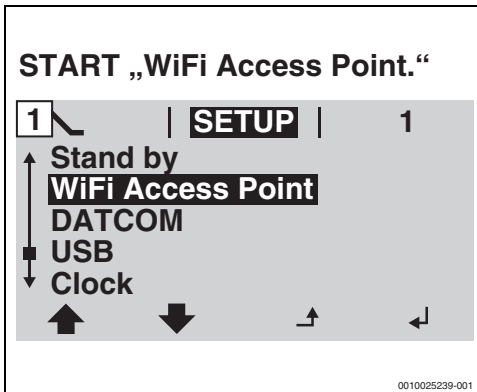 START „WiFi Access Point.“
1 | SETUP | 1
Stand by
WiFi Access Point
DATCOM
USB
Clock
0010025239-001